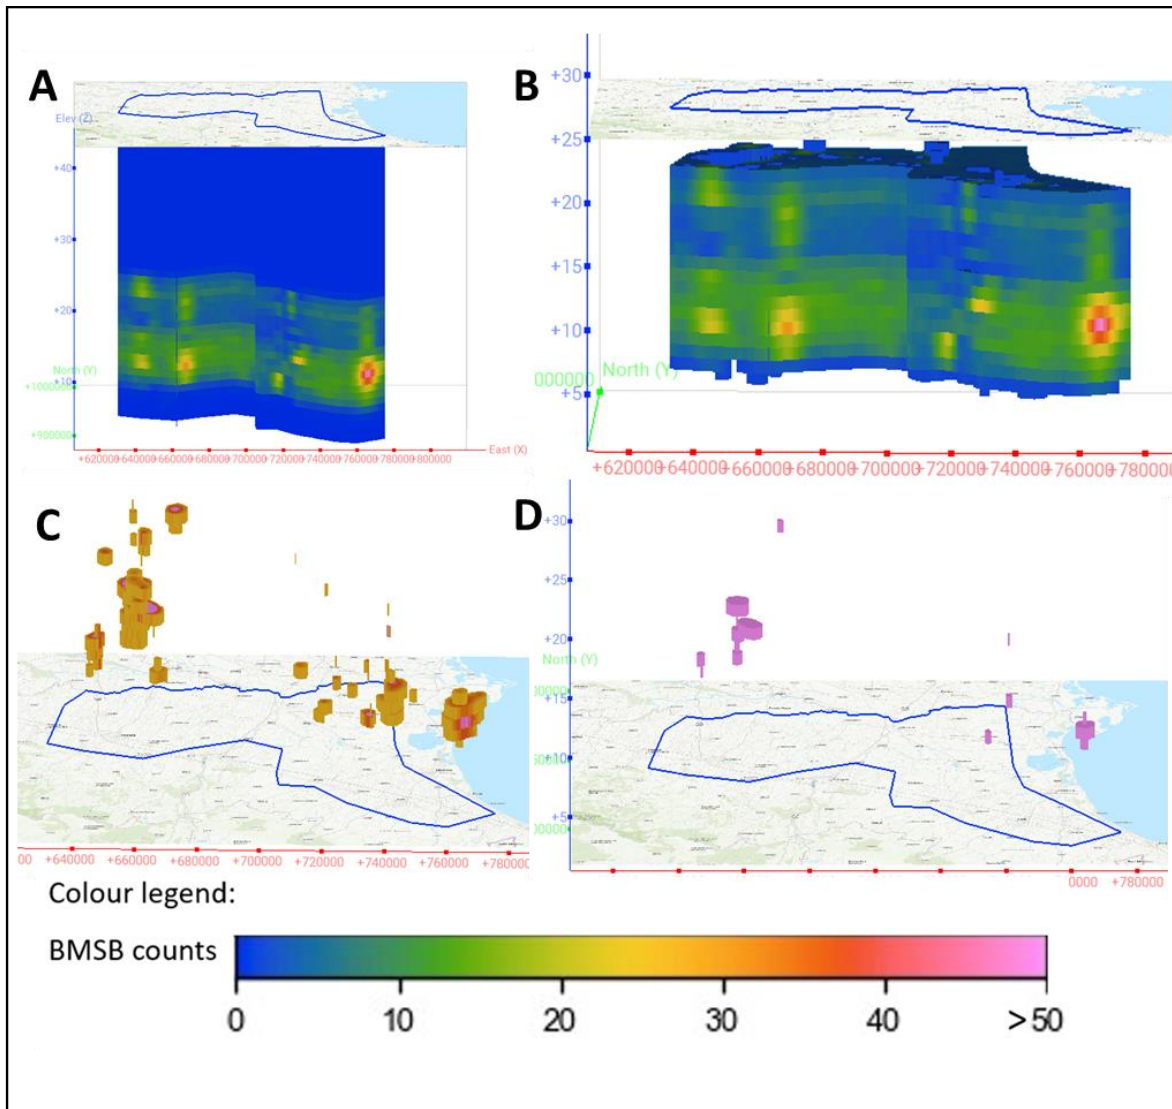 A
Elev (Z)
+40
+30
+20
North (Y)
+10
+1000000
+900000
East (X)
+620000+640000+660000+680000+700000+720000+740000+760000+800000
B
+30
+25
+20
+15
+10
North (Y)
000000
+5
+620000+640000+660000+680000+700000+720000+740000+760000+780000
C
00 +640000 +660000 +680000 +700000 +720000 +740000 +760000 +780000
D
+30
+25
+20
North (Y)
+15
+10
+5
0000 +780000
Colour legend:
BMSB counts
0 10 20 30 40 >50